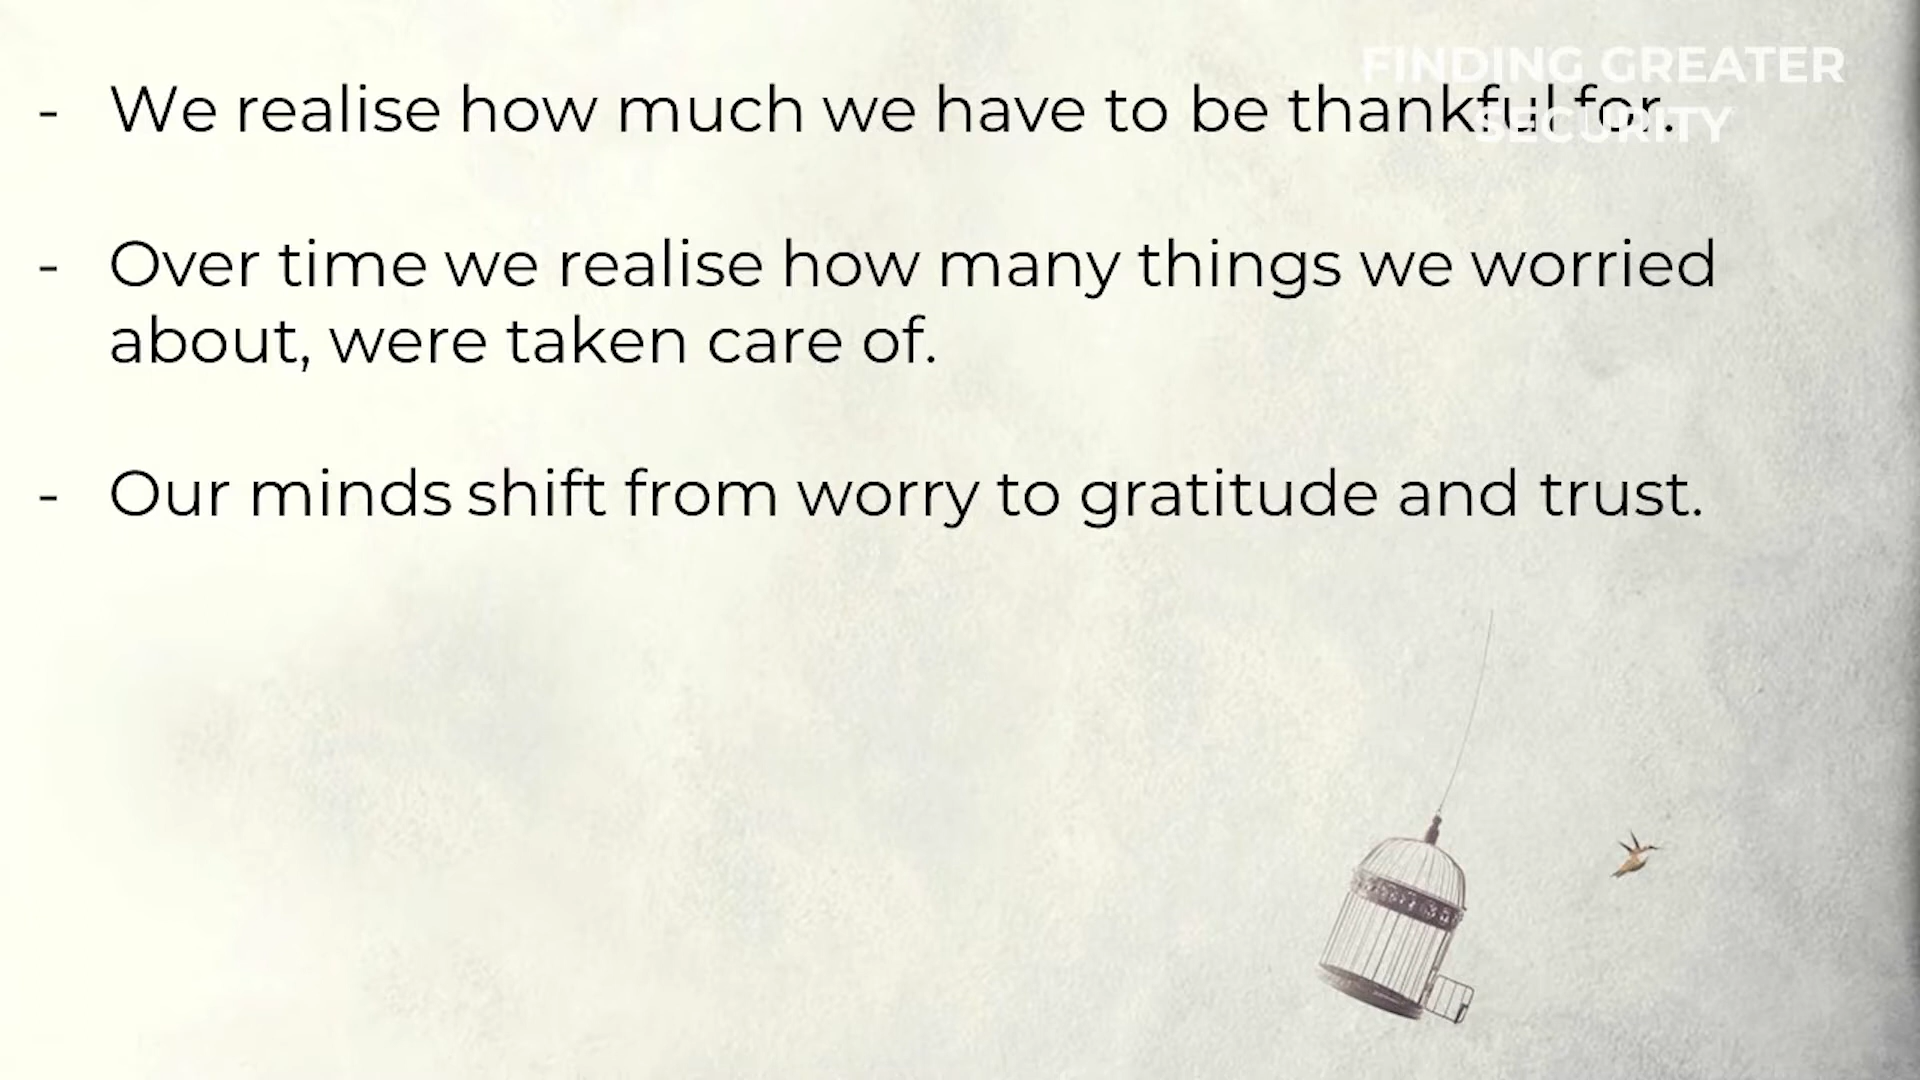 FINDING GREATER
SECURITY
- We realise how much we have to be thankful for.
- Over time we realise how many things we worried
about, were taken care of.
- Our minds shift from worry to gratitude and trust.